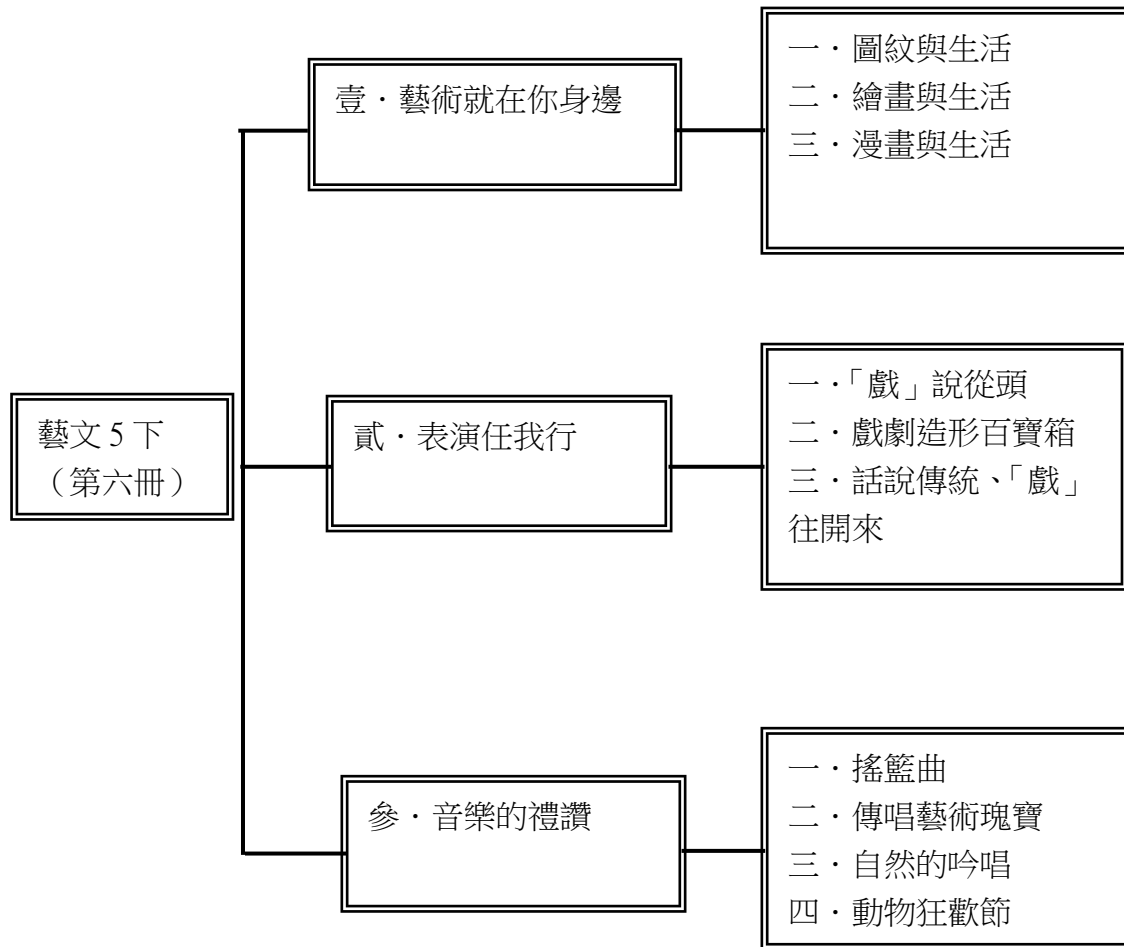 藝文 5 下
（第六冊）
壹．藝術就在你身邊
一．圖紋與生活
二．繪畫與生活
三．漫畫與生活
貳．表演任我行
一．「戲」說從頭
二．戲劇造形百寶箱
三．話說傳統、「戲」
往開來
參．音樂的禮讚
一．搖籃曲
二．傳唱藝術瑰寶
三．自然的吟唱
四．動物狂歡節